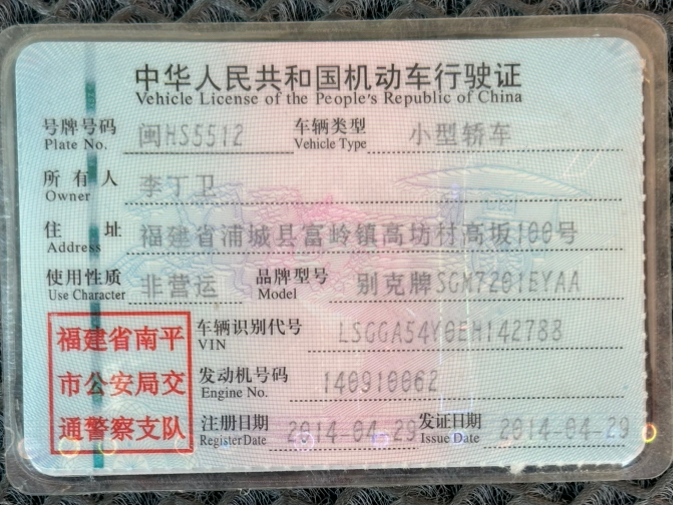 中华人民共和国机动车行驶证
Vehicle License of the People's Republic of China
号牌号码 闽HS5512 车辆类型 小型轿车
Plate No. Vehicle Type
所有人 李丁卫
Owner
住址 福建省浦城县富岭镇高坊村高坂100号
Address
使用性质 非营运 品牌型号 别克牌SGM7201EYAA
Use Character Model
福建省南平 车辆识别代号 LSGGA54Y0EH142788
VIN
市公安局交 发动机号码 140910062
Engine No.
通警察支队 注册日期 2014-04-29 发证日期 2014-04-29
Register Date Issue Date